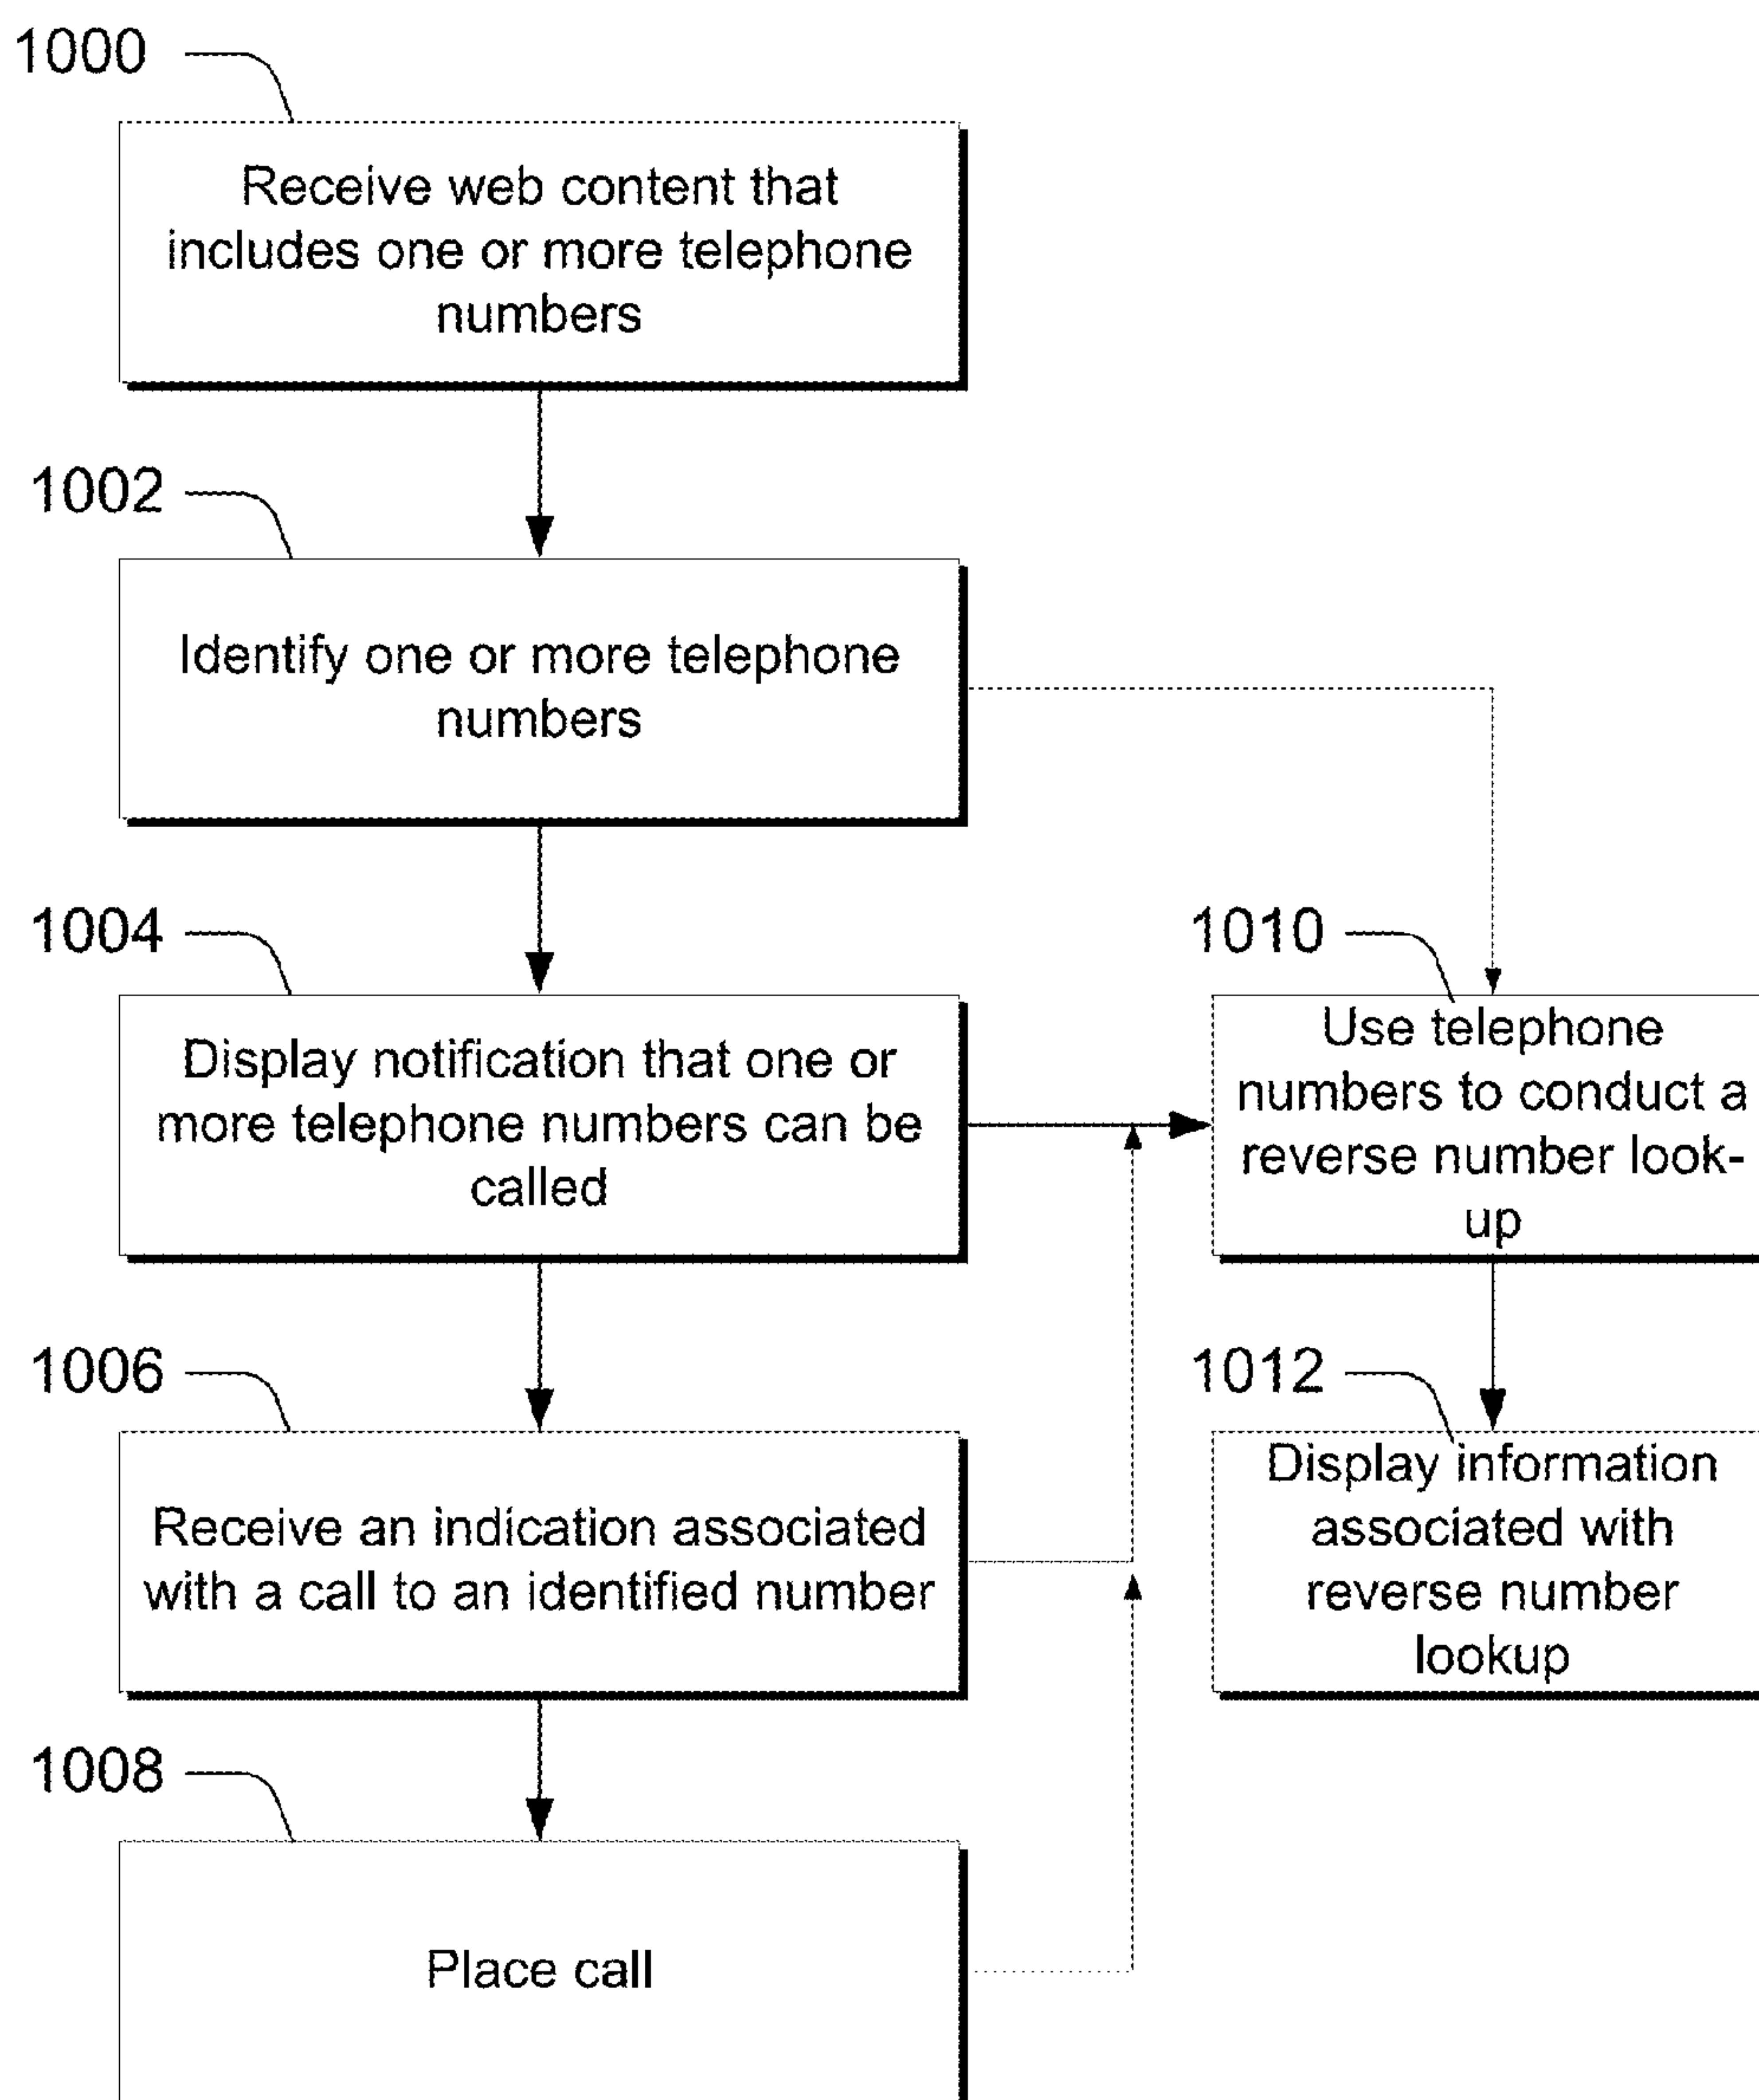 1000
Receive web content that
includes one or more telephone
numbers
1002
Identify one or more telephone
numbers
1004
Display notification that one or
more telephone numbers can be
called
1010
Use telephone
numbers to conduct a
reverse number look-
up
1006
Receive an indication associated
with a call to an identified number
1012
Display information
associated with
reverse number
lookup
1008
Place call